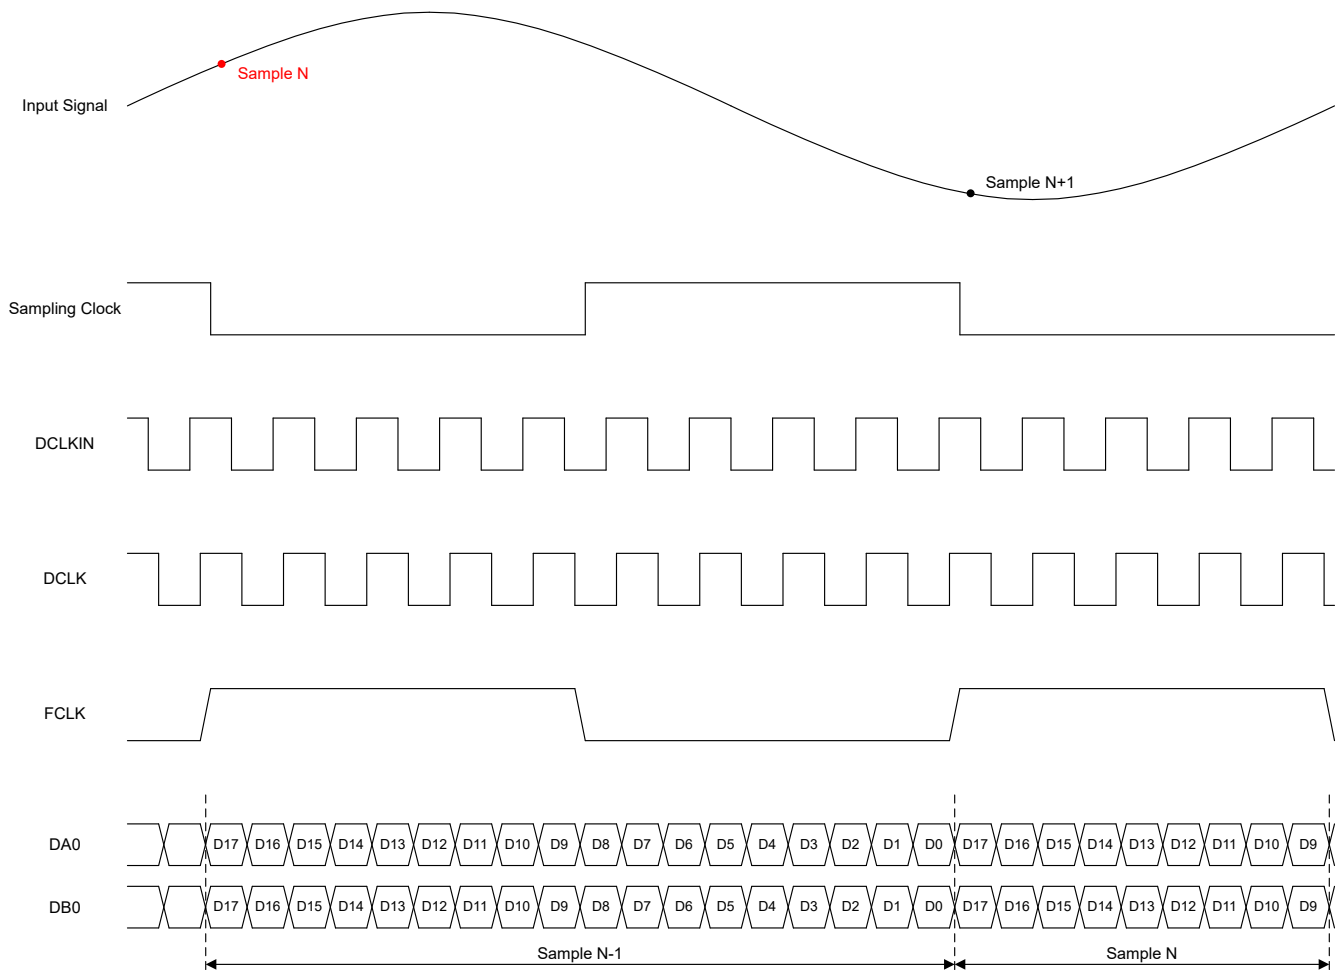 Sample N
Input Signal
Sample N+1
Sampling Clock
DCLKIN
DCLK
FCLK
DA0 D17 D16 D15 D14 D13 D12 D11 D10 D9 D8 D7 D6 D5 D4 D3 D2 D1 D0 D17 D16 D15 D14 D13 D12 D11 D10 D9
DB0 D17 D16 D15 D14 D13 D12 D11 D10 D9 D8 D7 D6 D5 D4 D3 D2 D1 D0 D17 D16 D15 D14 D13 D12 D11 D10 D9
Sample N-1 Sample N